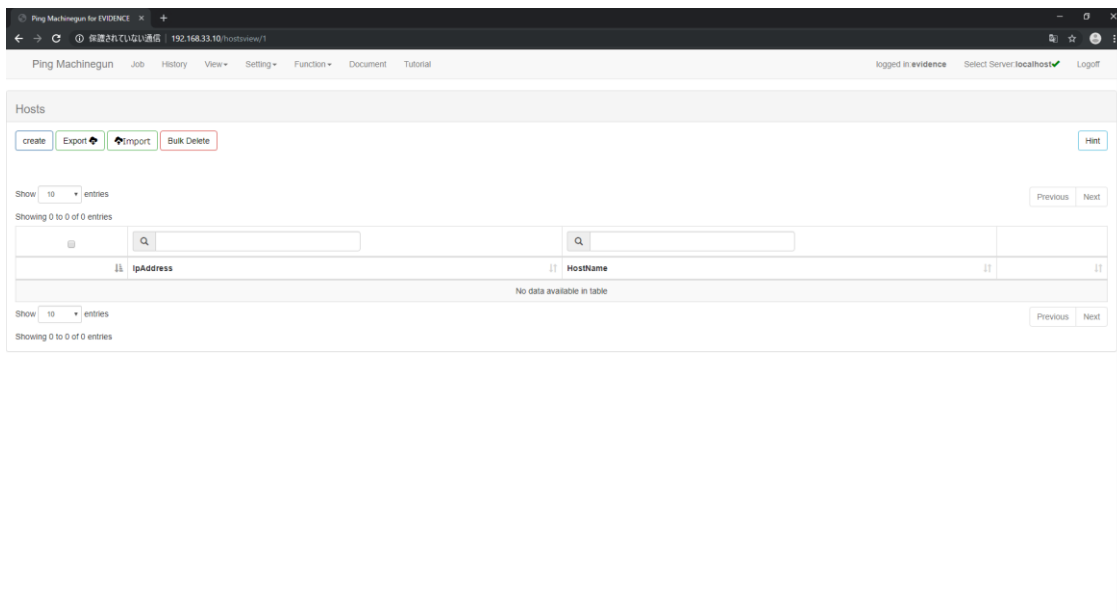 Ping Machinegun for EVIDENCE
保護されていない通信 | 192.168.33.10/hostsview/1
Ping Machinegun Job History View Setting Function Document Tutorial logged in:evidence Select Server:localhost Logoff
Hosts
create Export Import Bulk Delete Hint
Show 10 entries Previous Next
Showing 0 to 0 of 0 entries
IpAddress HostName
No data available in table
Show 10 entries Previous Next
Showing 0 to 0 of 0 entries